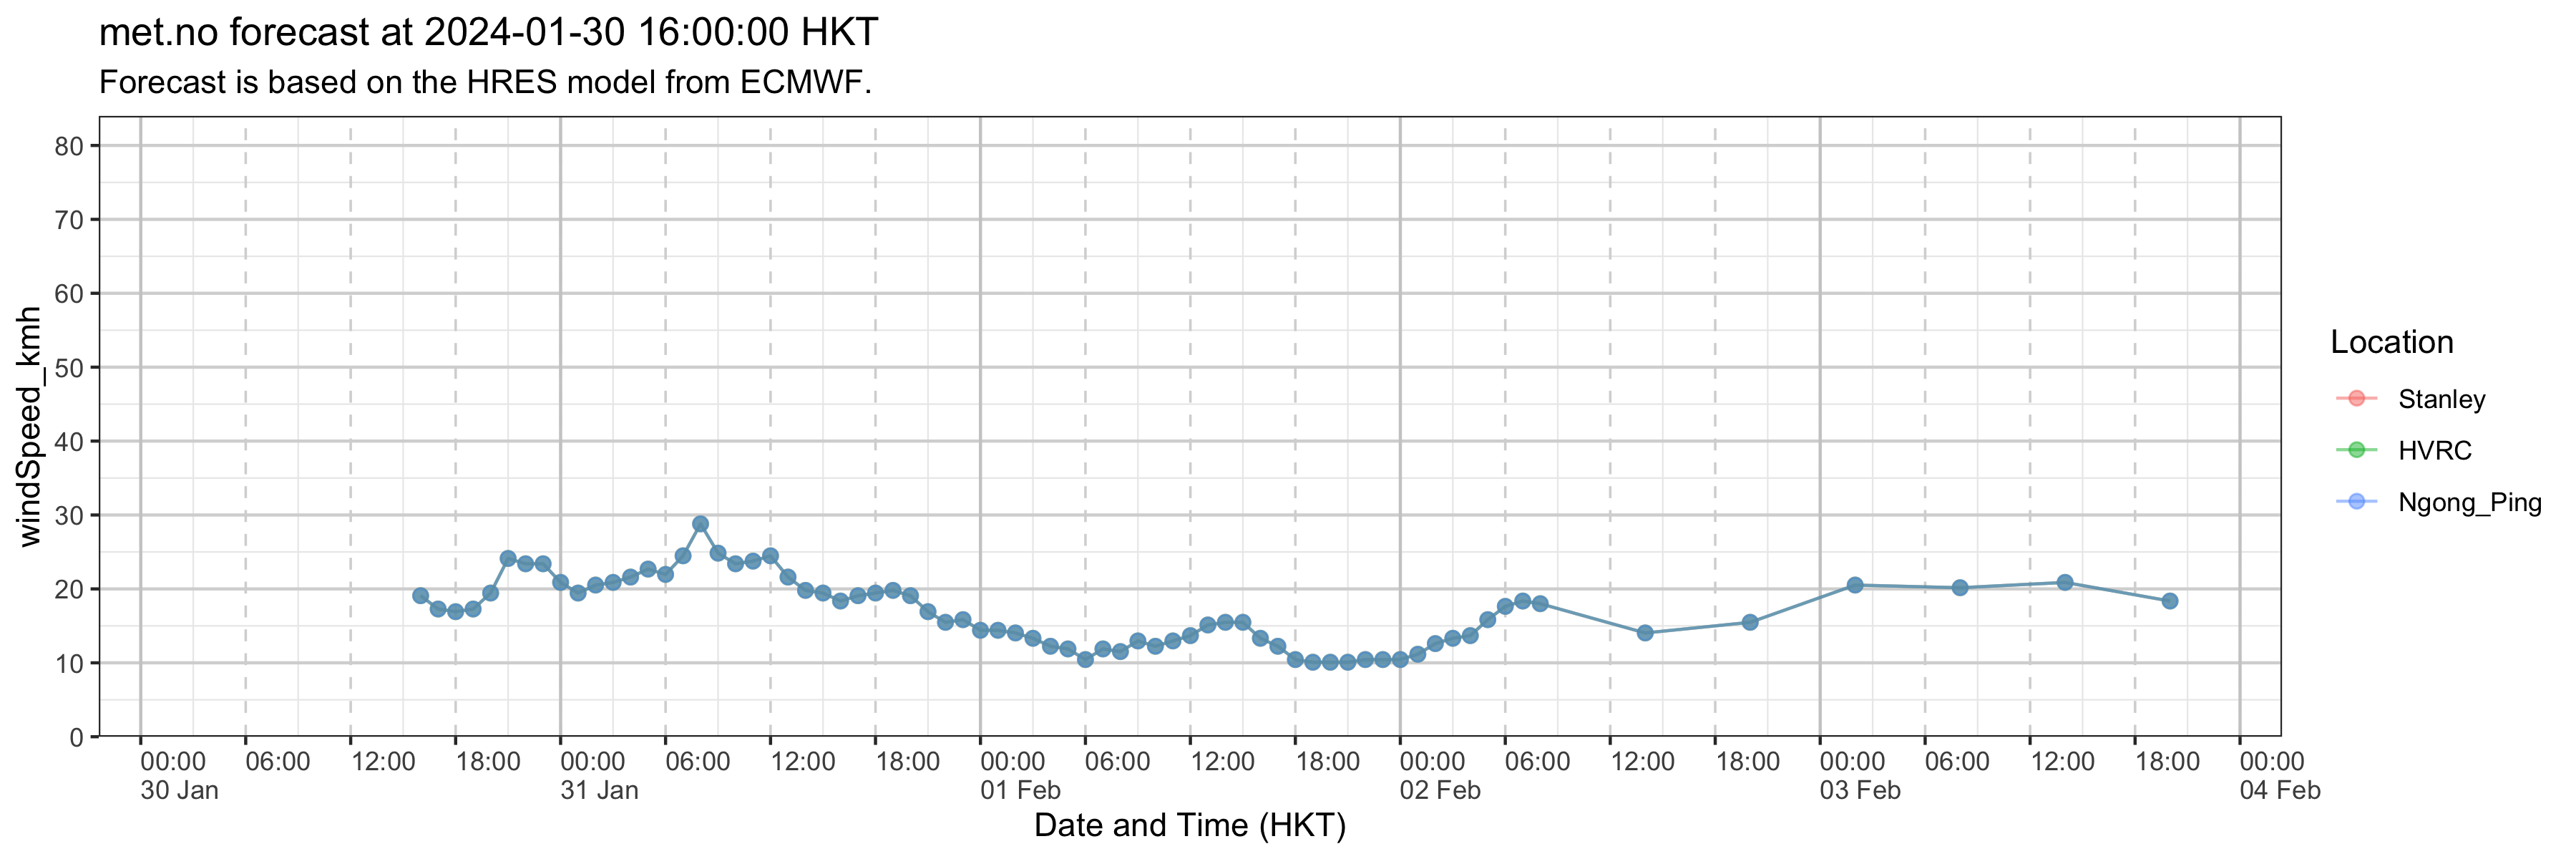 met.no forecast at 2024-01-30 16:00:00 HKT
Forecast is based on the HRES model from ECMWF.
windSpeed_kmh
80
70
60
50
40
30
20
10
0
00:00 06:00 12:00 18:00 00:00 06:00 12:00 18:00 00:00 06:00 12:00 18:00 00:00 06:00 12:00 18:00 00:00 06:00 12:00 18:00 00:00
30 Jan 31 Jan 01 Feb 02 Feb 03 Feb 04 Feb
Date and Time (HKT)
Location
Stanley
HVRC
Ngong_Ping